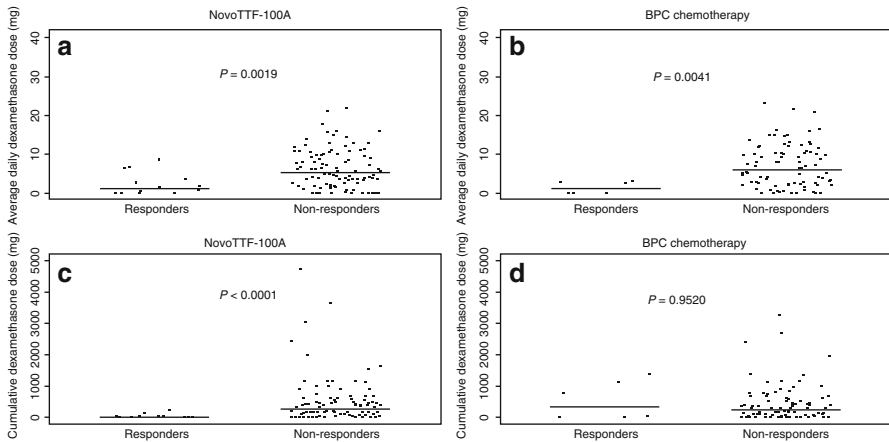 NovoTTF-100A
BPC chemotherapy
Average daily dexamethasone dose (mg)
40
30
20
10
0
a
P = 0.0019
Responders
Non-responders
Average daily dexamethasone dose (mg)
40
30
20
10
0
b
P = 0.0041
Responders
Non-responders
NovoTTF-100A
BPC chemotherapy
Cumulative dexamethasone dose (mg)
5000
4000
3000
2000
1000
0
c
P < 0.0001
Responders
Non-responders
Cumulative dexamethasone dose (mg)
5000
4000
3000
2000
1000
0
d
P = 0.9520
Responders
Non-responders